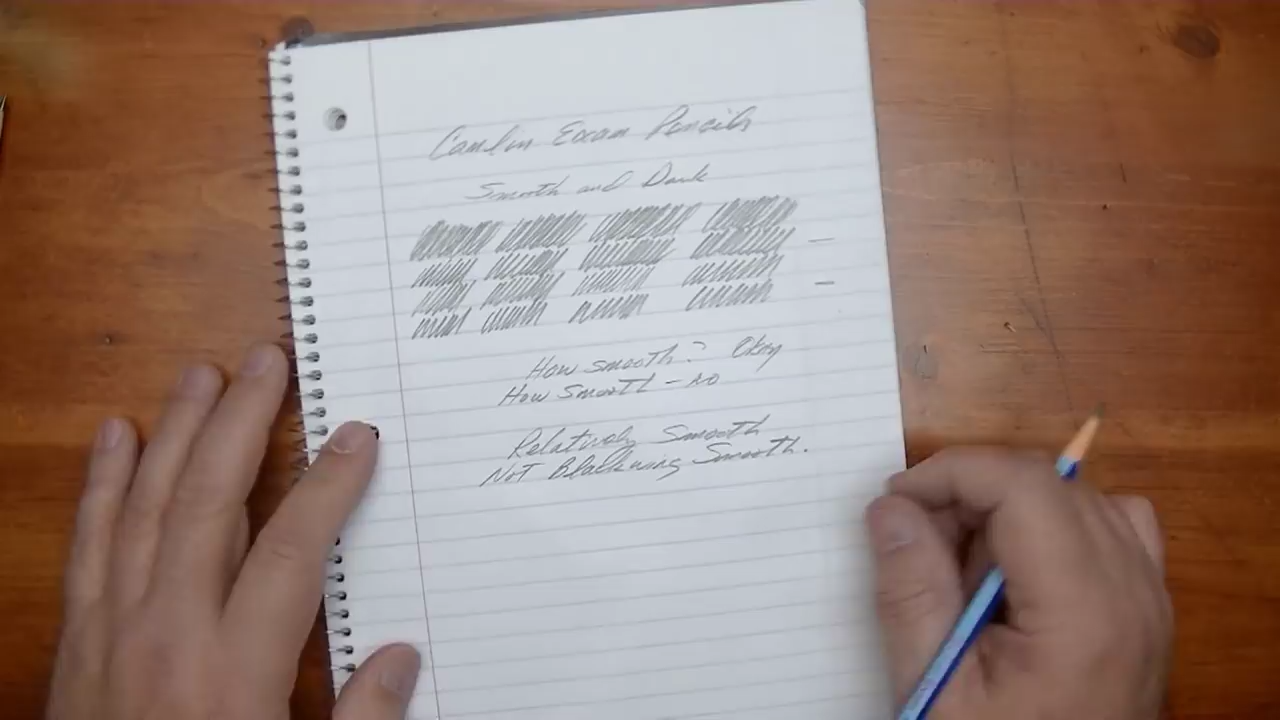 Camlin Exam Pencils
Smooth and Dark
How smooth? Okay
How Smooth - no
Relatively Smooth
Not Blackwing Smooth.